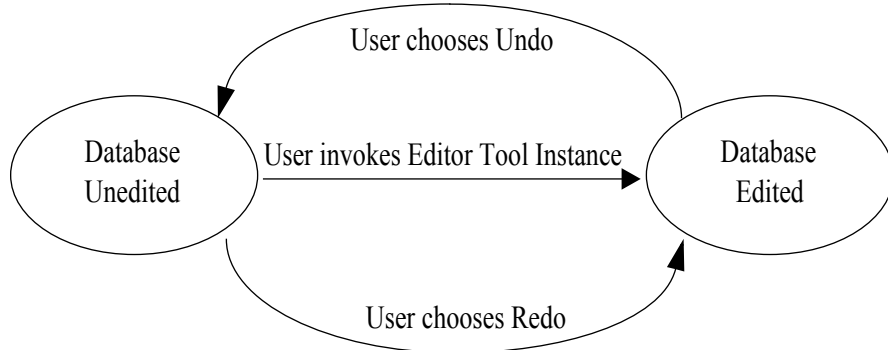 User chooses Undo
Database
Unedited
User invokes Editor Tool Instance
Database
Edited
User chooses Redo